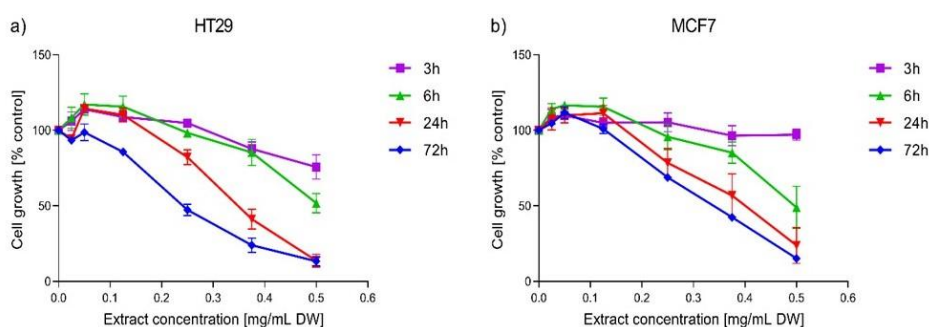 a) HT29
150
100
50
0
0.0 0.1 0.2 0.3 0.4 0.5 0.6
Cell growth [% control]
Extract concentration [mg/mL DW]
3h
6h
24h
72h
b) MCF7
150
100
50
0
0.0 0.1 0.2 0.3 0.4 0.5 0.6
Cell growth [% control]
Extract concentration [mg/mL DW]
3h
6h
24h
72h